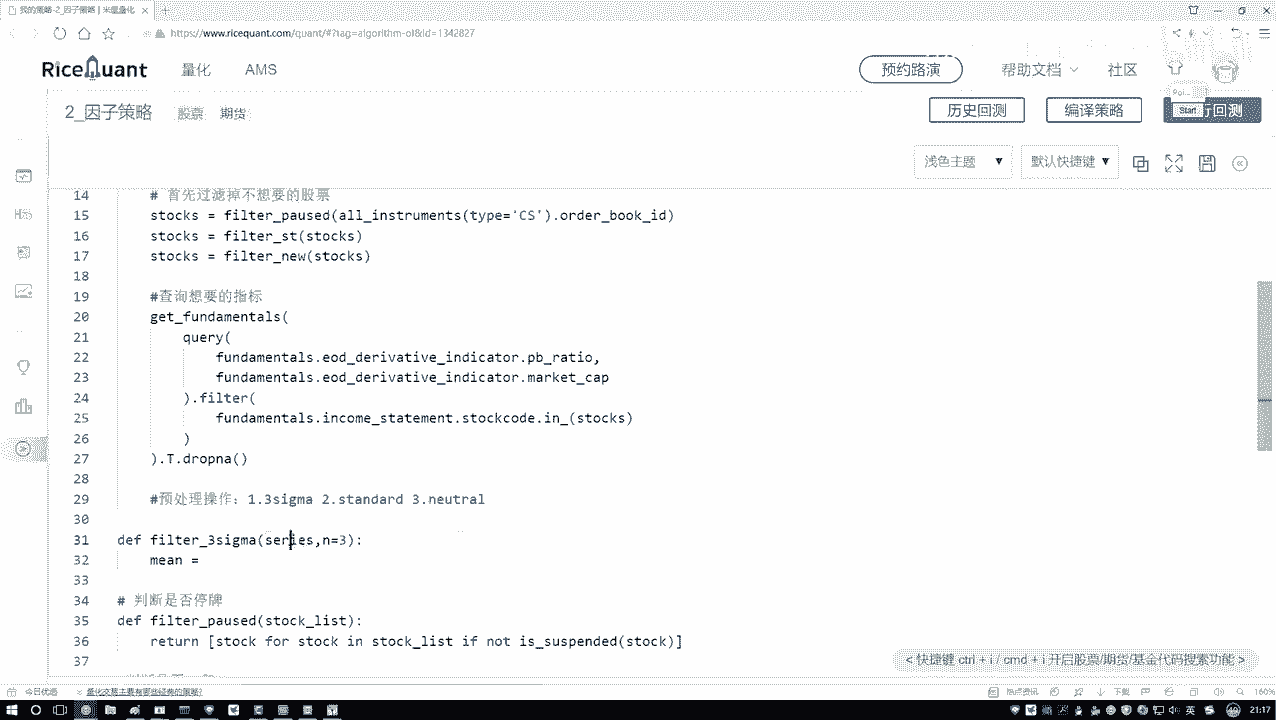 我的策略-2_因子策略 | 米筐量化
https://www.ricequant.com/quant/#?tag=algorithm-ol&id=1342827
RiceQuant 量化 AMS 预约路演 帮助文档 社区
2_因子策略 股票 期货 历史回测 编译策略 行回测
Start
浅色主题 默认快捷键
14 # 首先过滤掉不想要的股票
15 stocks = filter_paused(all_instruments(type='CS').order_book_id)
16 stocks = filter_st(stocks)
17 stocks = filter_new(stocks)
18
19 #查询想要的指标
20 get_fundamentals(
21 query(
22 fundamentals.eod_derivative_indicator.pb_ratio,
23 fundamentals.eod_derivative_indicator.market_cap
24 ).filter(
25 fundamentals.income_statement.stockcode.in_(stocks)
26 )
27 ).T.dropna()
28
29 #预处理操作：1.3sigma 2.standard 3.neutral
30
31 def filter_3sigma(series,n=3):
32 mean =
33
34 # 判断是否停牌
35 def filter_paused(stock_list):
36 return [stock for stock in stock_list if not is_suspended(stock)]
37
< 快捷键 ctrl + i / cmd + i 开启股票/期货/基金代码搜索功能 >
今日优选 量化交易主要有哪些经典的策略? 热点资讯 下载 160%
英 21:17